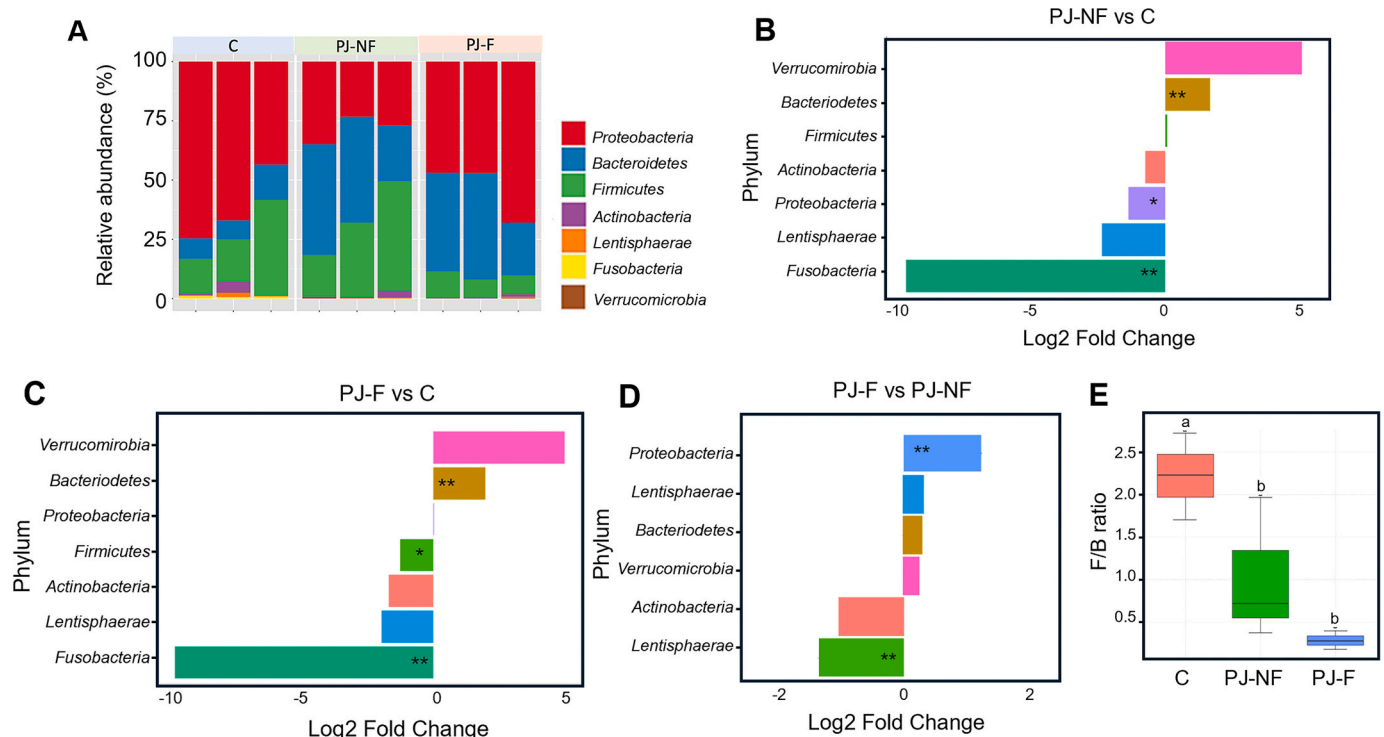 A
C
PJ-NF
PJ-F
Relative abundance (%)
100
75
50
25
0
Proteobacteria
Bacteroidetes
Firmicutes
Actinobacteria
Lentisphaerae
Fusobacteria
Verrucomicrobia
B
PJ-NF vs C
Phylum
Verrucomirobia
Bacteriodetes
**
Firmicutes
Actinobacteria
Proteobacteria
*
Lentisphaerae
Fusobacteria
**
-10
-5
0
5
Log2 Fold Change
C
PJ-F vs C
Phylum
Verrucomirobia
Bacteriodetes
**
Proteobacteria
Firmicutes
*
Actinobacteria
Lentisphaerae
Fusobacteria
**
-10
-5
0
5
Log2 Fold Change
D
PJ-F vs PJ-NF
Phylum
Proteobacteria
**
Lentisphaerae
Bacteriodetes
Verrucomicrobia
Actinobacteria
Lentisphaerae
**
-2
0
2
Log2 Fold Change
E
F/B ratio
2.5
2.0
1.5
1.0
0.5
a
b
b
C
PJ-NF
PJ-F